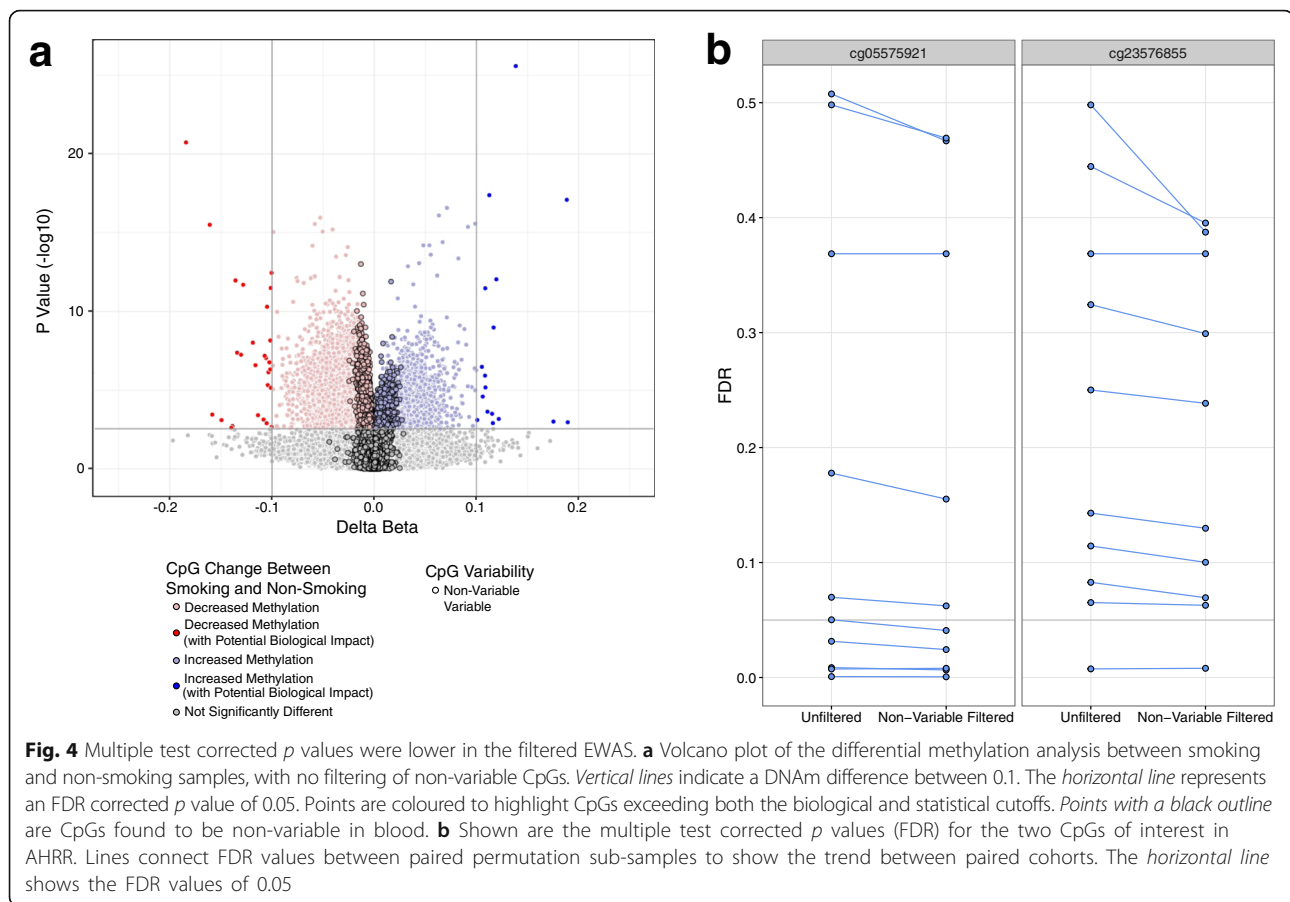 a
P Value (-log10)
20
10
0
-0.2
-0.1
0.0
0.1
0.2
Delta Beta
CpG Change Between
Smoking and Non-Smoking
Decreased Methylation
Decreased Methylation
(with Potential Biological Impact)
Increased Methylation
Increased Methylation
(with Potential Biological Impact)
Not Significantly Different
CpG Variability
Non-Variable
Variable
b
cg05575921
cg23576855
FDR
0.5
0.4
0.3
0.2
0.1
0.0
Unfiltered
Non-Variable Filtered
Unfiltered
Non-Variable Filtered
Fig. 4 Multiple test corrected p values were lower in the filtered EWAS. a Volcano plot of the differential methylation analysis between smoking
and non-smoking samples, with no filtering of non-variable CpGs. Vertical lines indicate a DNAm difference between 0.1. The horizontal line represents
an FDR corrected p value of 0.05. Points are coloured to highlight CpGs exceeding both the biological and statistical cutoffs. Points with a black outline
are CpGs found to be non-variable in blood. b Shown are the multiple test corrected p values (FDR) for the two CpGs of interest in
AHRR. Lines connect FDR values between paired permutation sub-samples to show the trend between paired cohorts. The horizontal line
shows the FDR values of 0.05